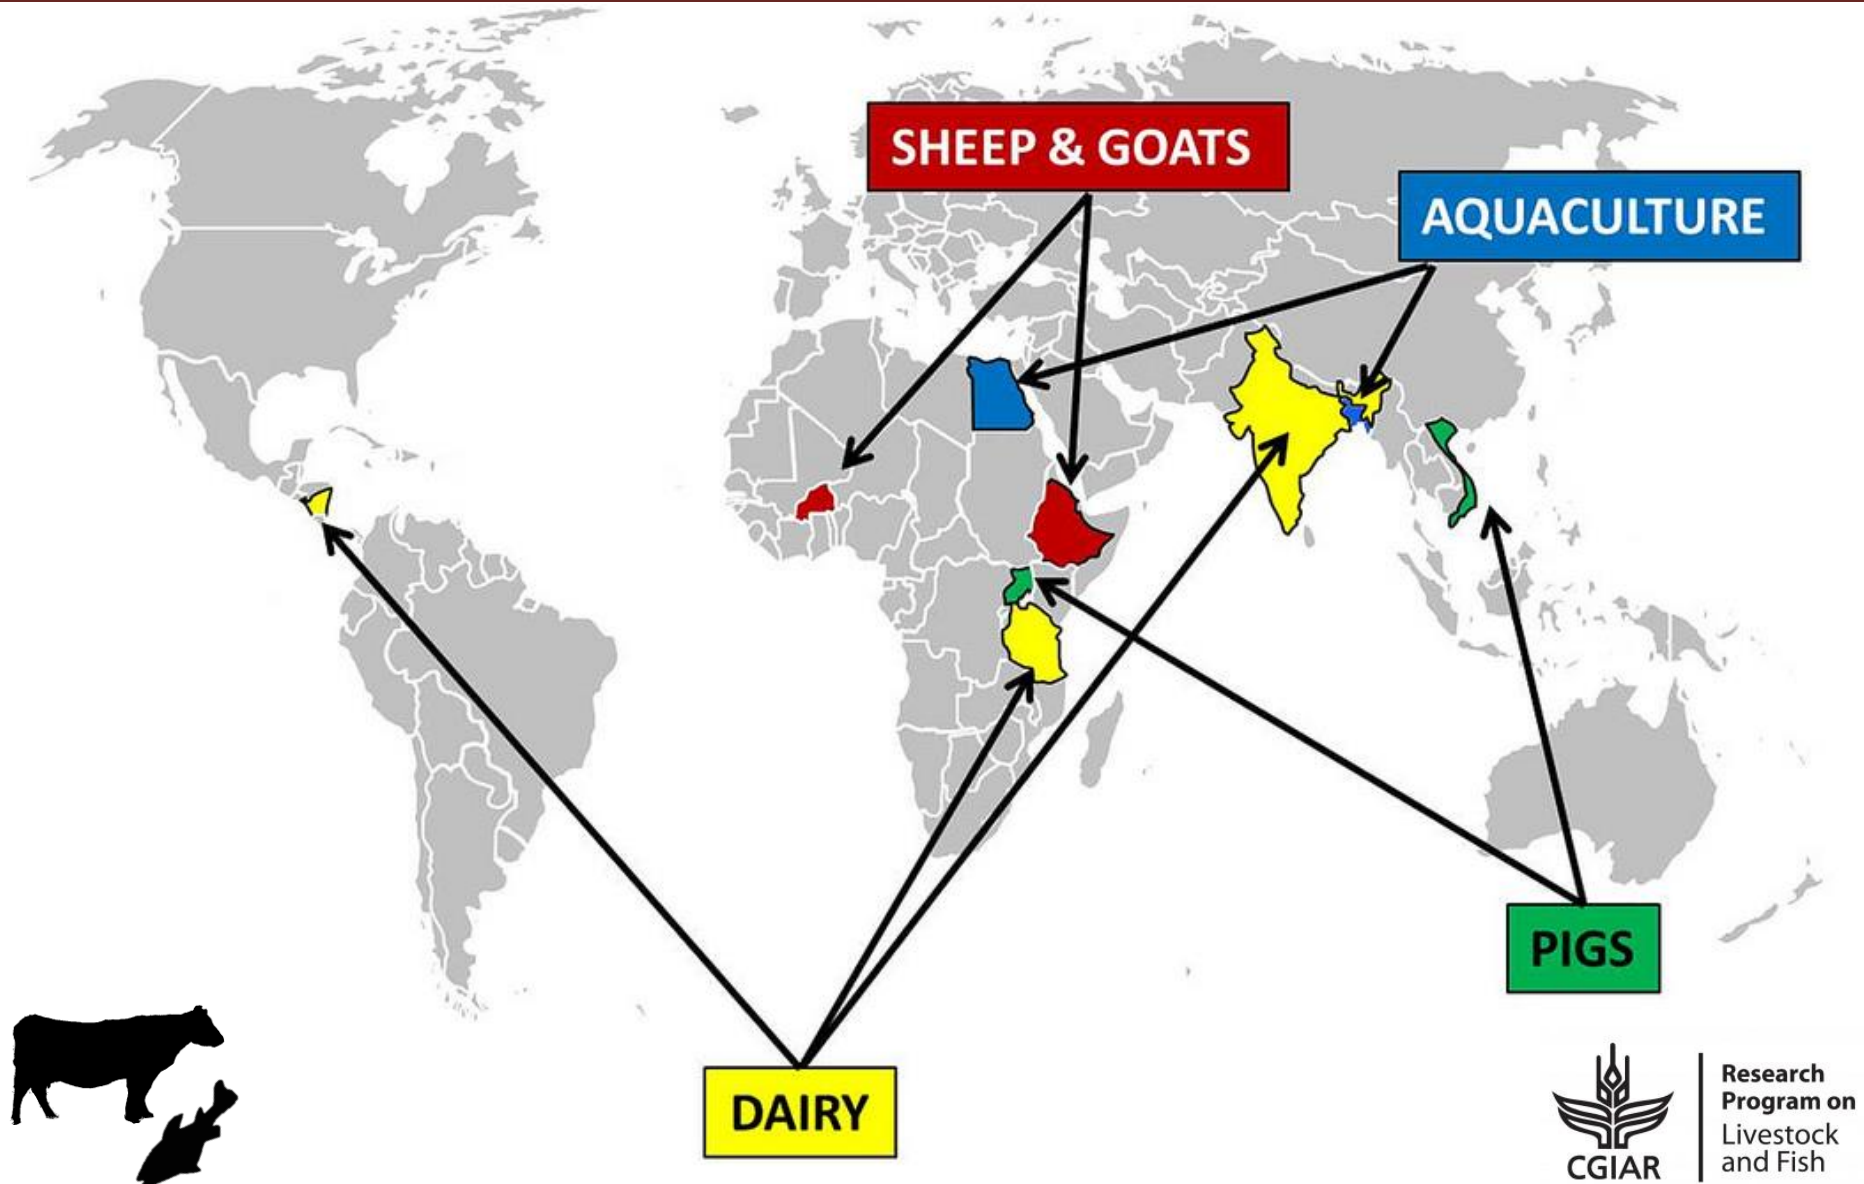 SHEEP & GOATS
AQUACULTURE
PIGS
DAIRY
CGIAR
Research
Program on
Livestock
and Fish